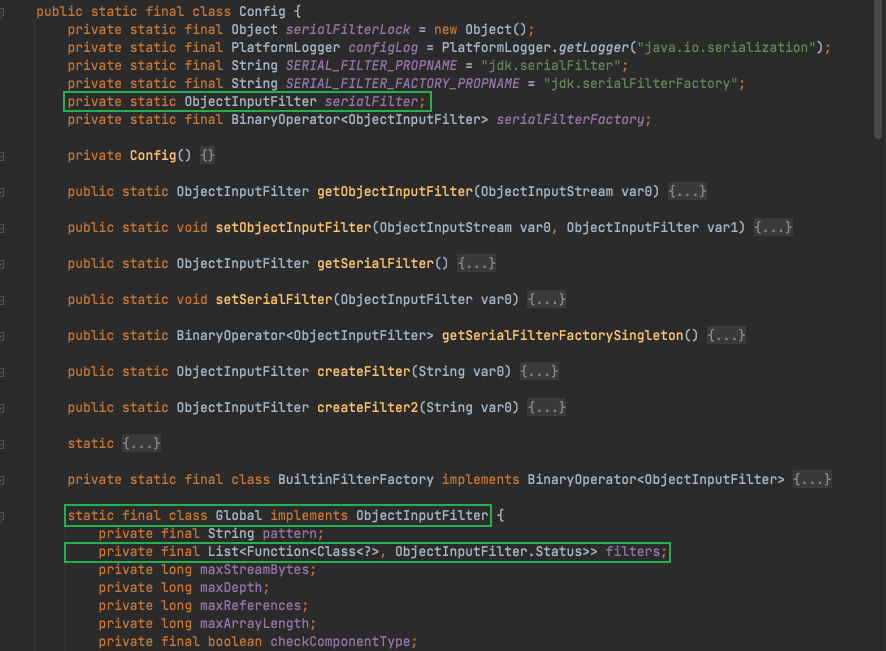 public static final class Config {
private static final Object serialFilterLock = new Object();
private static final PlatformLogger configLog = PlatformLogger.getLogger("java.io.serialization");
private static final String SERIAL_FILTER_PROPNAME = "jdk.serialFilter";
private static final String SERIAL_FILTER_FACTORY_PROPNAME = "jdk.serialFilterFactory";
private static ObjectInputFilter serialFilter;
private static final BinaryOperator<ObjectInputFilter> serialFilterFactory;
private Config() {}
public static ObjectInputFilter getObjectInputFilter(ObjectInputStream var0) {...}
public static void setObjectInputFilter(ObjectInputStream var0, ObjectInputFilter var1) {...}
public static ObjectInputFilter getSerialFilter() {...}
public static void setSerialFilter(ObjectInputFilter var0) {...}
public static BinaryOperator<ObjectInputFilter> getSerialFilterFactorySingleton() {...}
public static ObjectInputFilter createFilter(String var0) {...}
public static ObjectInputFilter createFilter2(String var0) {...}
static {...}
private static final class BuiltinFilterFactory implements BinaryOperator<ObjectInputFilter> {...}
static final class Global implements ObjectInputFilter {
private final String pattern;
private final List<Function<Class<?>, ObjectInputFilter.Status>> filters;
private long maxStreamBytes;
private long maxDepth;
private long maxReferences;
private long maxArrayLength;
private final boolean checkComponentType;